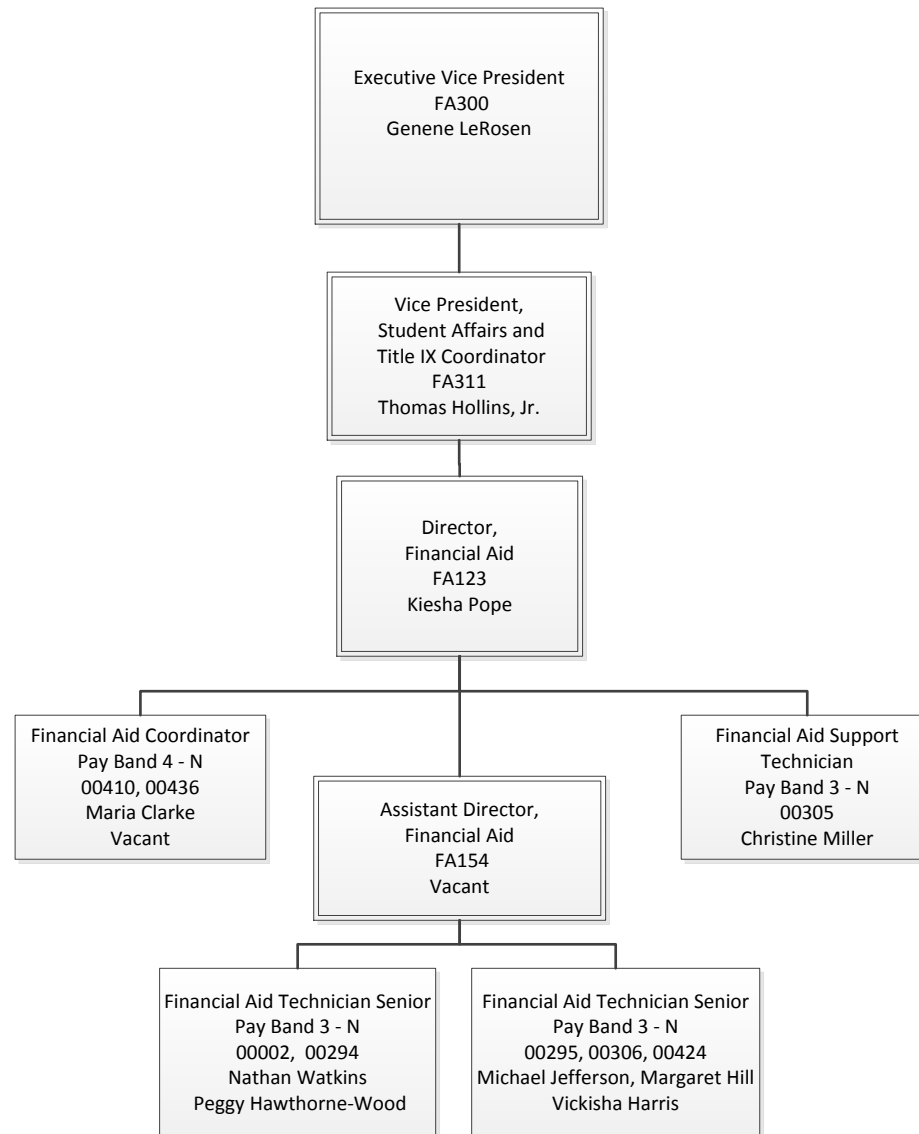 Executive Vice President
FA300
Genene LeRosen
Vice President,
Student Affairs and
Title IX Coordinator
FA311
Thomas Hollins, Jr.
Director,
Financial Aid
FA123
Kiesha Pope
Financial Aid Coordinator
Pay Band 4 - N
00410, 00436
Maria Clarke
Vacant
Assistant Director,
Financial Aid
FA154
Vacant
Financial Aid Support
Technician
Pay Band 3 - N
00305
Christine Miller
Financial Aid Technician Senior
Pay Band 3 - N
00002, 00294
Nathan Watkins
Peggy Hawthorne-Wood
Financial Aid Technician Senior
Pay Band 3 - N
00295, 00306, 00424
Michael Jefferson, Margaret Hill
Vickisha Harris